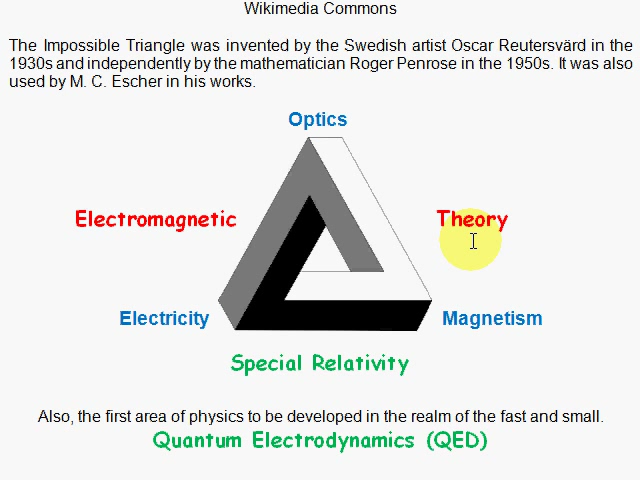 Wikimedia Commons
The Impossible Triangle was invented by the Swedish artist Oscar Reutersvärd in the
1930s and independently by the mathematician Roger Penrose in the 1950s. It was also
used by M. C. Escher in his works.
Optics
Electromagnetic Theory
Electricity Magnetism
Special Relativity
Also, the first area of physics to be developed in the realm of the fast and small.
Quantum Electrodynamics (QED)